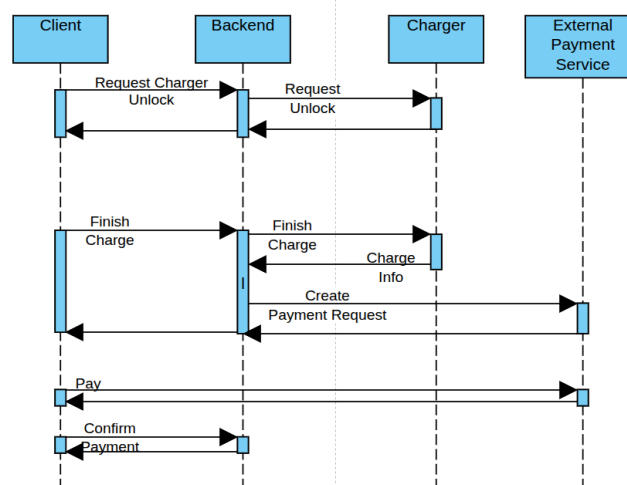 Client
Backend
Charger
External
Payment
Service
Request Charger
Unlock
Request
Unlock
Finish
Charge
Finish
Charge
Charge
Info
Create
Payment Request
Pay
Confirm
Payment